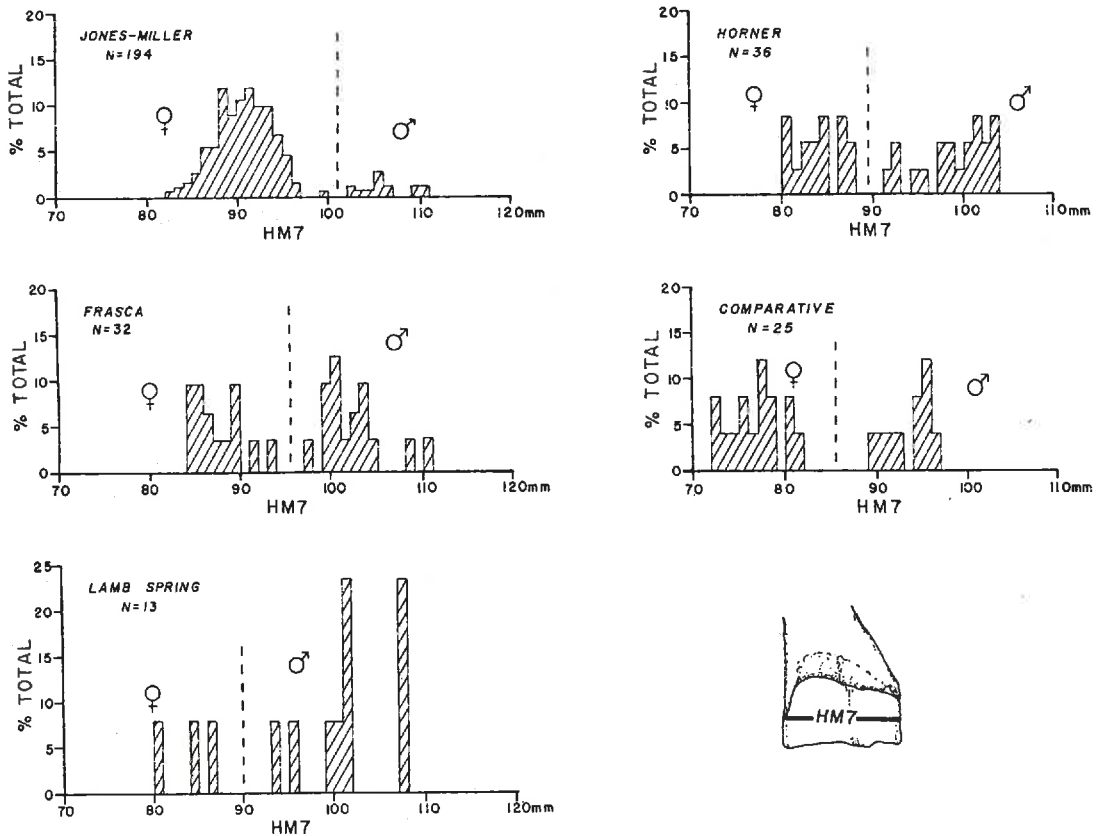 JONES-MILLER
N=194
% TOTAL
20
15
10
5
0
♀
♂
70
80
90
100
110
120mm
HM7
HORNER
N=36
% TOTAL
20
15
10
5
0
♀
♂
70
80
90
100
110mm
HM7
FRASCA
N=32
% TOTAL
20
15
10
5
0
♀
♂
70
80
90
100
110
120mm
HM7
COMPARATIVE
N=25
% TOTAL
20
15
10
5
0
♀
♂
70
80
90
100
110mm
HM7
LAMB SPRING
N=13
% TOTAL
25
20
15
10
5
0
♀
♂
70
80
90
100
110
120mm
HM7
HM7